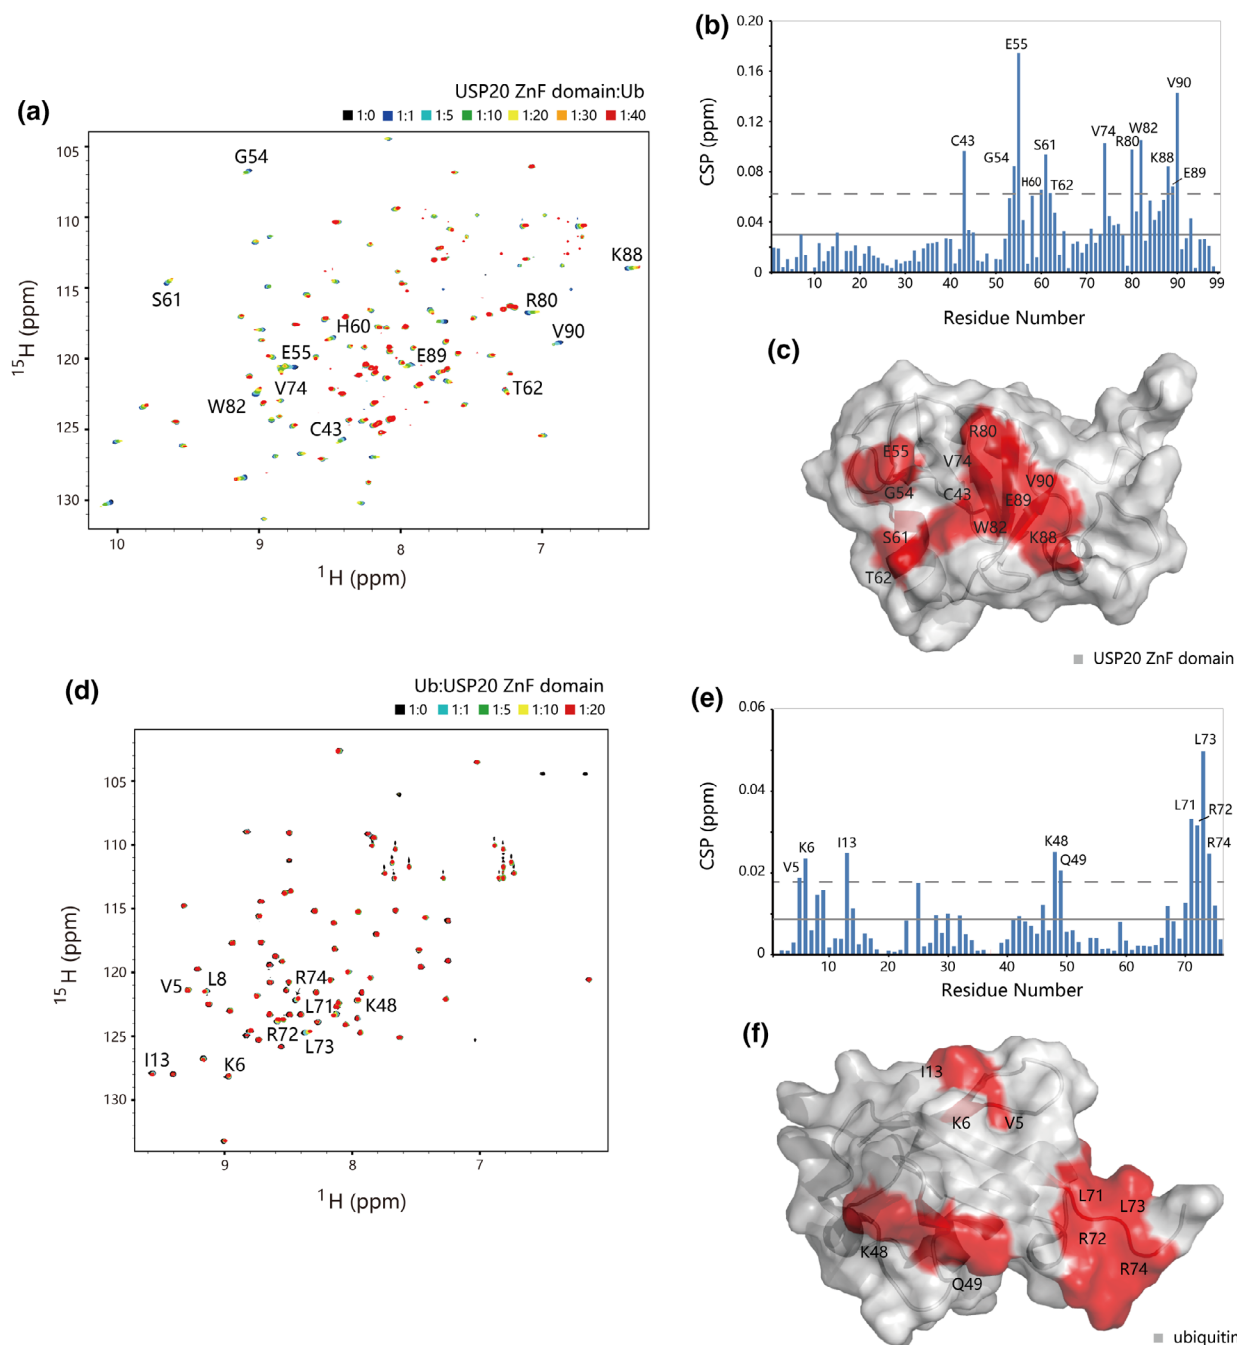 (a)
USP20 ZnF domain:Ub
1:0 1:1 1:5 1:10 1:20 1:30 1:40
105
110
115
120
125
130
10 9 8 7
¹⁵H (ppm)
¹H (ppm)
G54
K88
S61
R80
H60
V90
E55
E89
V74
T62
W82
C43
(b)
0.20
0.16
0.12
0.08
0.04
0
CSP (ppm)
E55
V90
C43
G54
S61
H60
T62
V74
W82
R80
K88
E89
10 20 30 40 50 60 70 80 90 99
Residue Number
(c)
R80
E55
V74
V90
G54
C43
E89
W82
S61
K88
T62
USP20 ZnF domain
(d)
Ub:USP20 ZnF domain
1:0 1:1 1:5 1:10 1:20
105
110
115
120
125
130
9 8 7
¹⁵H (ppm)
¹H (ppm)
V5
L8
R74
L71
K48
R72
L73
I13
K6
(e)
0.06
0.04
0.02
0
CSP (ppm)
L73
L71
R72
R74
K6
V5
I13
K48
Q49
10 20 30 40 50 60 70
Residue Number
(f)
I13
K6
V5
L71
L73
R72
K48
R74
Q49
ubiquitin